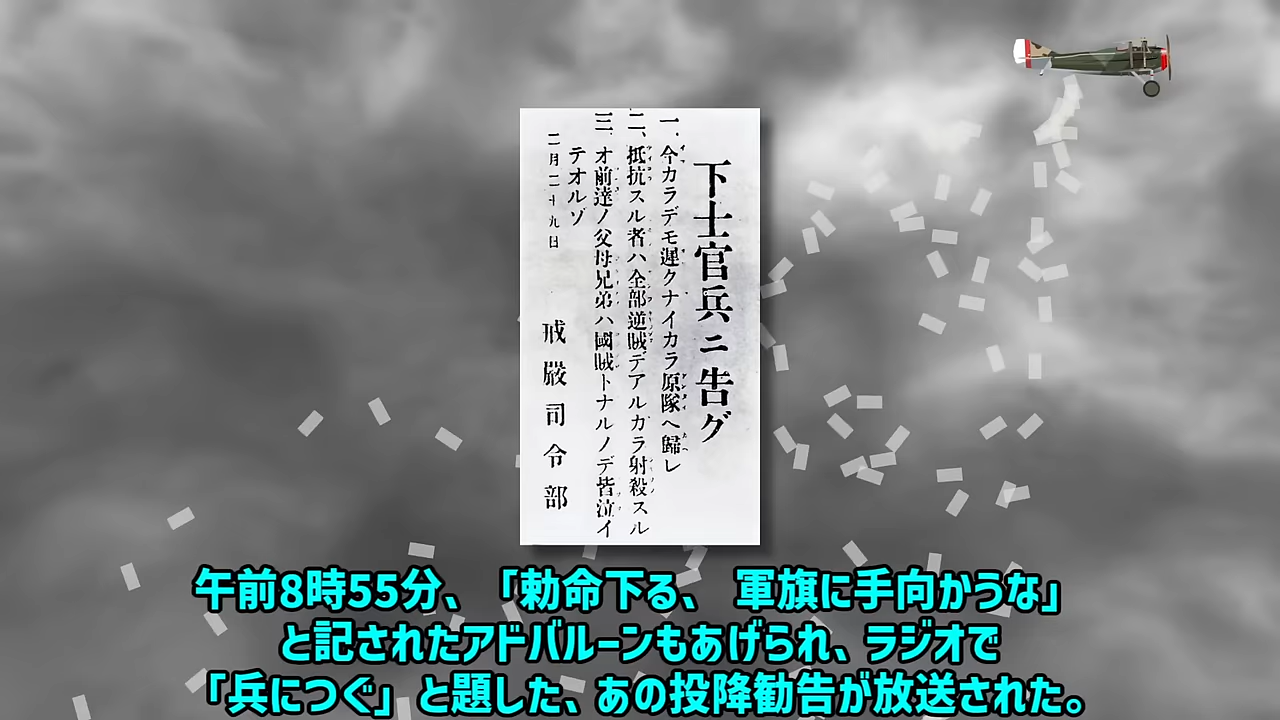 下士官兵ニ告グ
一、今カラデモ遲クナイカラ原隊ヘ歸レ
二、抵抗スル者ハ全部逆賊デアルカラ射殺スル
三、オ前達ノ父母兄弟ハ國賊トナルノデ皆泣イ
テオルゾ
二月二十九日
戒嚴司令部
午前8時55分、「勅命下る、 軍旗に手向かうな」
と記されたアドバルーンもあげられ、ラジオで
「兵につぐ」と題した、あの投降勧告が放送された。